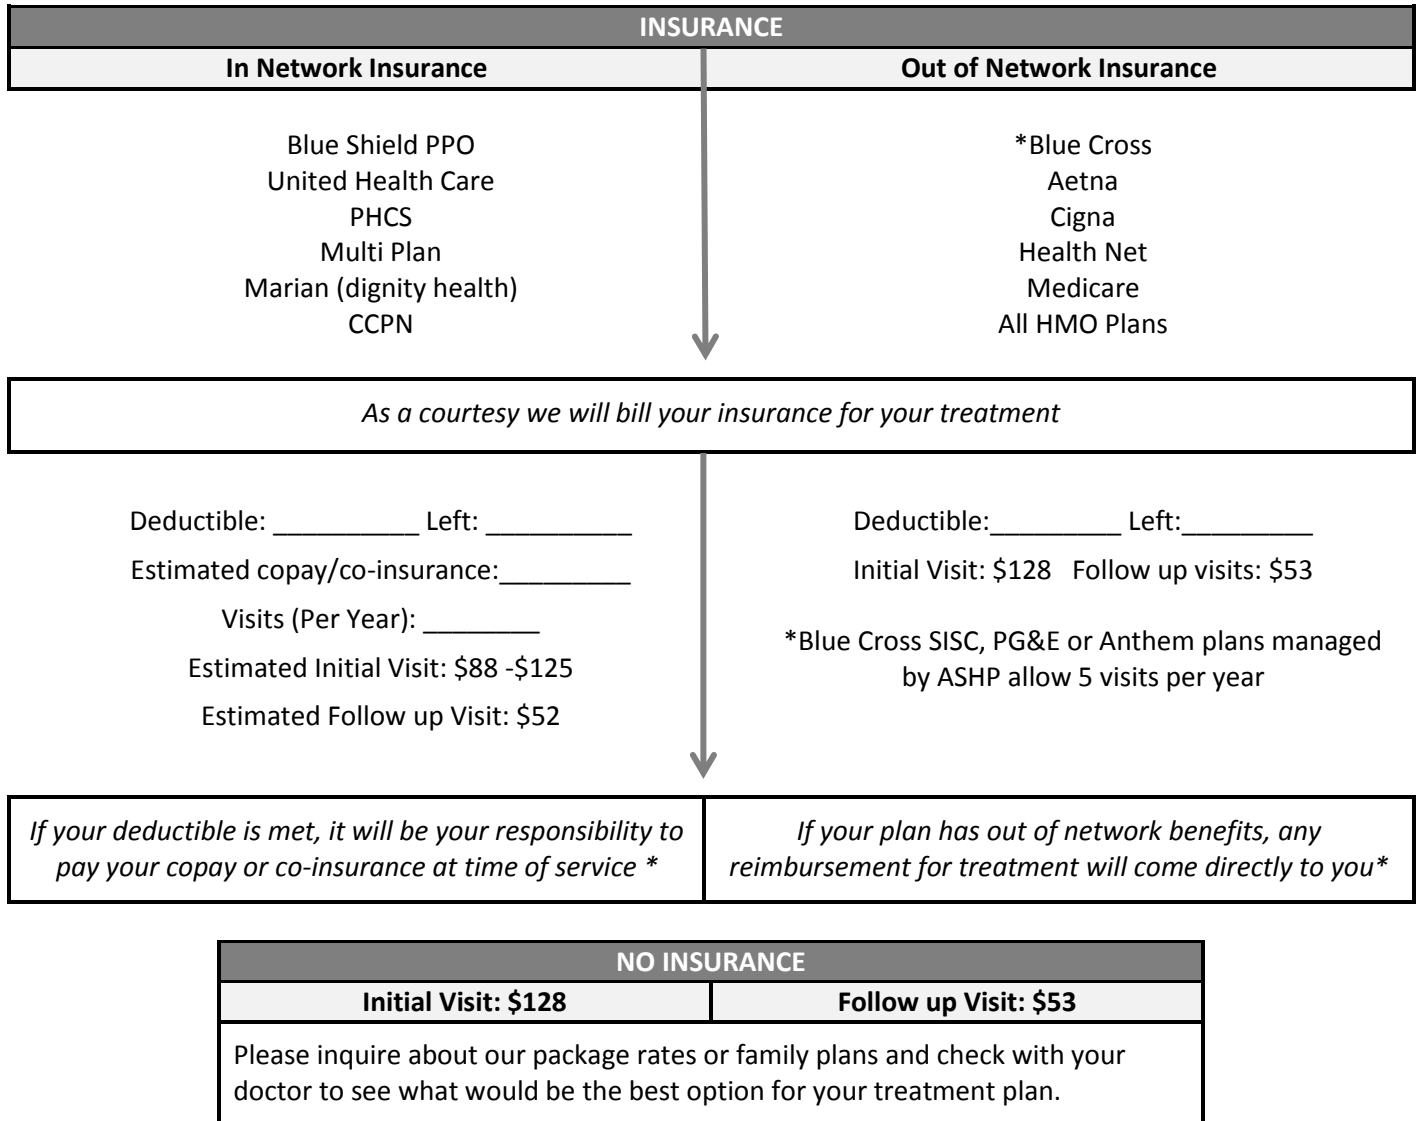 INSURANCE
In Network Insurance
Out of Network Insurance
Blue Shield PPO
United Health Care
PHCS
Multi Plan
Marian (dignity health)
CCPN
*Blue Cross
Aetna
Cigna
Health Net
Medicare
All HMO Plans
As a courtesy we will bill your insurance for your treatment
Deductible: __________ Left: __________
Estimated copay/co-insurance:_________
Visits (Per Year): ________
Estimated Initial Visit: $88 -$125
Estimated Follow up Visit: $52
Deductible:_________ Left:_________
Initial Visit: $128 Follow up visits: $53
*Blue Cross SISC, PG&E or Anthem plans managed
by ASHP allow 5 visits per year
If your deductible is met, it will be your responsibility to
pay your copay or co-insurance at time of service *
If your plan has out of network benefits, any
reimbursement for treatment will come directly to you*
NO INSURANCE
Initial Visit: $128
Follow up Visit: $53
Please inquire about our package rates or family plans and check with your
doctor to see what would be the best option for your treatment plan.